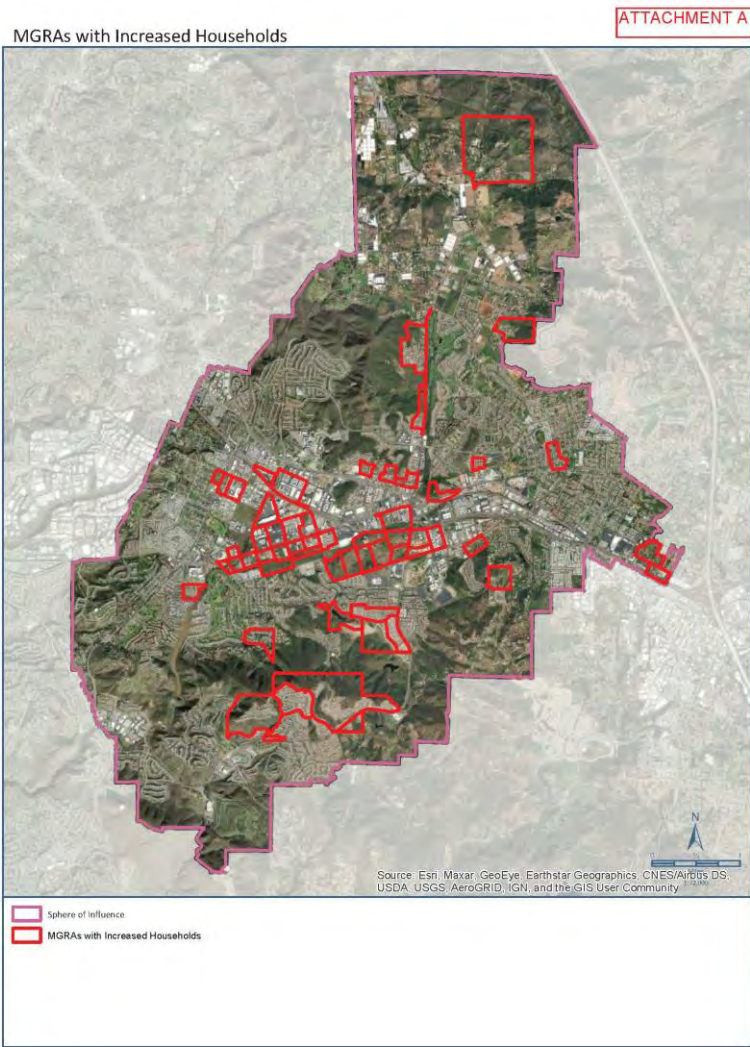 ATTACHMENT A
MGRAs with Increased Households
N
Source: Esri, Maxar, GeoEye, Earthstar Geographics, CNES/Airbus DS,
USDA, USGS, AeroGRID, IGN, and the GIS User Community
Sphere of Influence
MGRAs with Increased Households